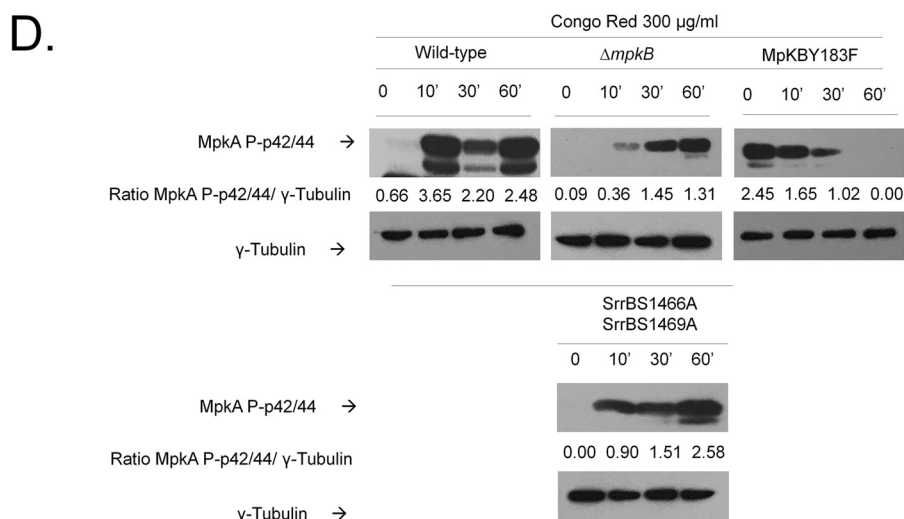 D.
Congo Red 300 µg/ml
Wild-type ΔmpkB MpKBY183F
0 10’ 30’ 60’ 0 10’ 30’ 60’ 0 10’ 30’ 60’
MpkA P-p42/44 →
Ratio MpkA P-p42/44/ γ-Tubulin 0.66 3.65 2.20 2.48 0.09 0.36 1.45 1.31 2.45 1.65 1.02 0.00
γ-Tubulin →
SrrBS1466A
SrrBS1469A
0 10’ 30’ 60’
MpkA P-p42/44 →
Ratio MpkA P-p42/44/ γ-Tubulin 0.00 0.90 1.51 2.58
γ-Tubulin →